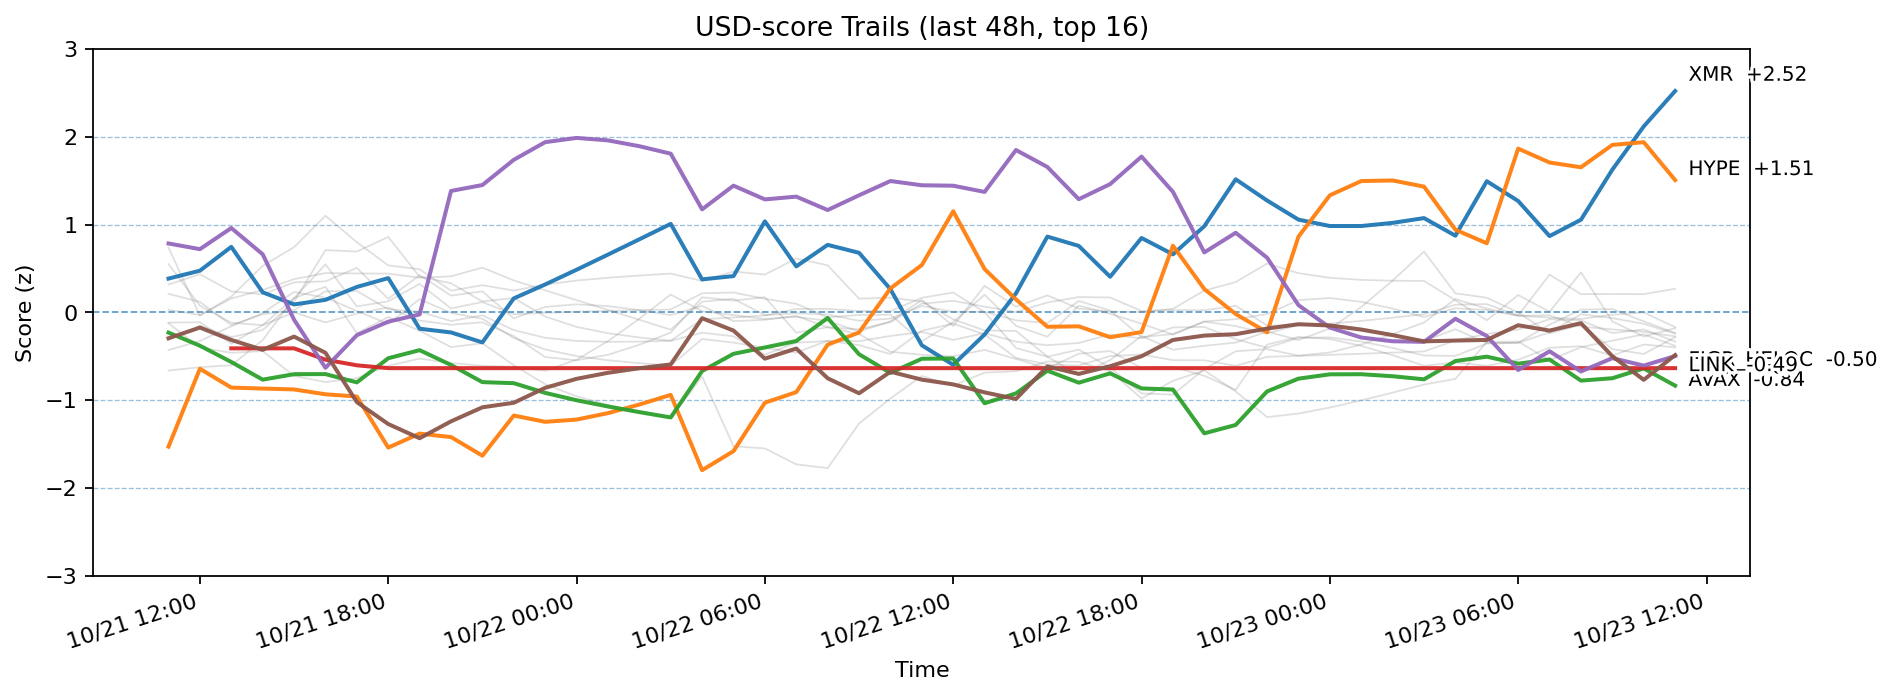 USD-score Trails (last 48h, top 16)
Score (z)
3
2
1
0
−1
−2
−3
XMR +2.52
HYPE +1.51
-0.50
LINK -0.49
AVAX -0.84
10/21 12:00
10/21 18:00
10/22 00:00
10/22 06:00
10/22 12:00
10/22 18:00
10/23 00:00
10/23 06:00
10/23 12:00
Time